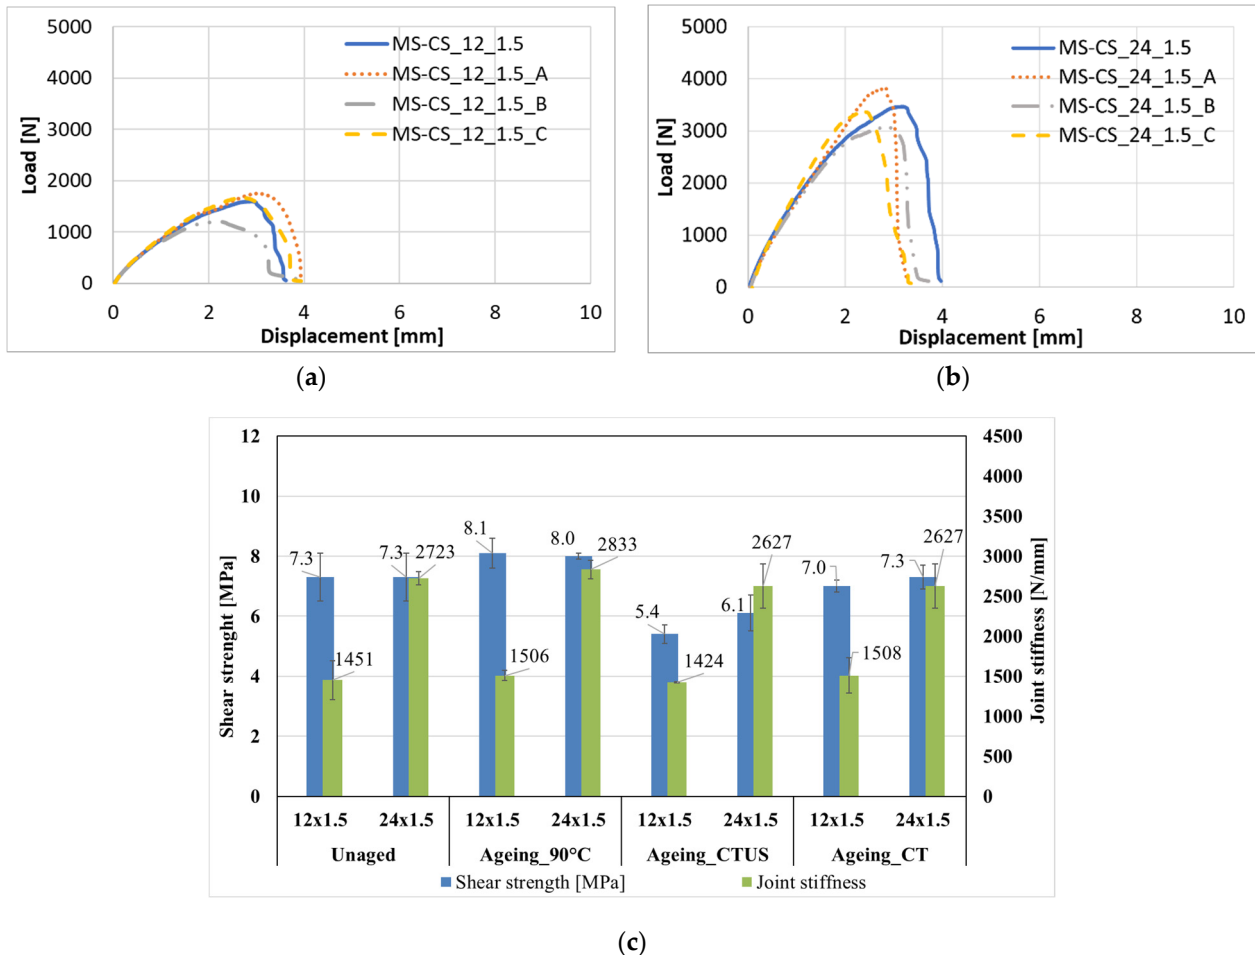 5000
4000
3000
2000
1000
0
Load [N]
MS-CS_12_1.5
MS-CS_12_1.5_A
MS-CS_12_1.5_B
MS-CS_12_1.5_C
0 2 4 6 8 10
Displacement [mm]
(a)
5000
4000
3000
2000
1000
0
Load [N]
MS-CS_24_1.5
MS-CS_24_1.5_A
MS-CS_24_1.5_B
MS-CS_24_1.5_C
0 2 4 6 8 10
Displacement [mm]
(b)
12
10
8
6
4
2
0
Shear strenght [MPa]
7.3
1451
7.3
2723
8.1
1506
8.0
2833
5.4
1424
6.1
2627
7.0
1508
7.3
2627
4500
4000
3500
3000
2500
2000
1500
1000
500
0
Joint stiffness [N/mm]
12x1.5 24x1.5 12x1.5 24x1.5 12x1.5 24x1.5 12x1.5 24x1.5
Unaged Ageing_90°C Ageing_CTUS Ageing_CT
Shear strength [MPa] Joint stiffness
(c)